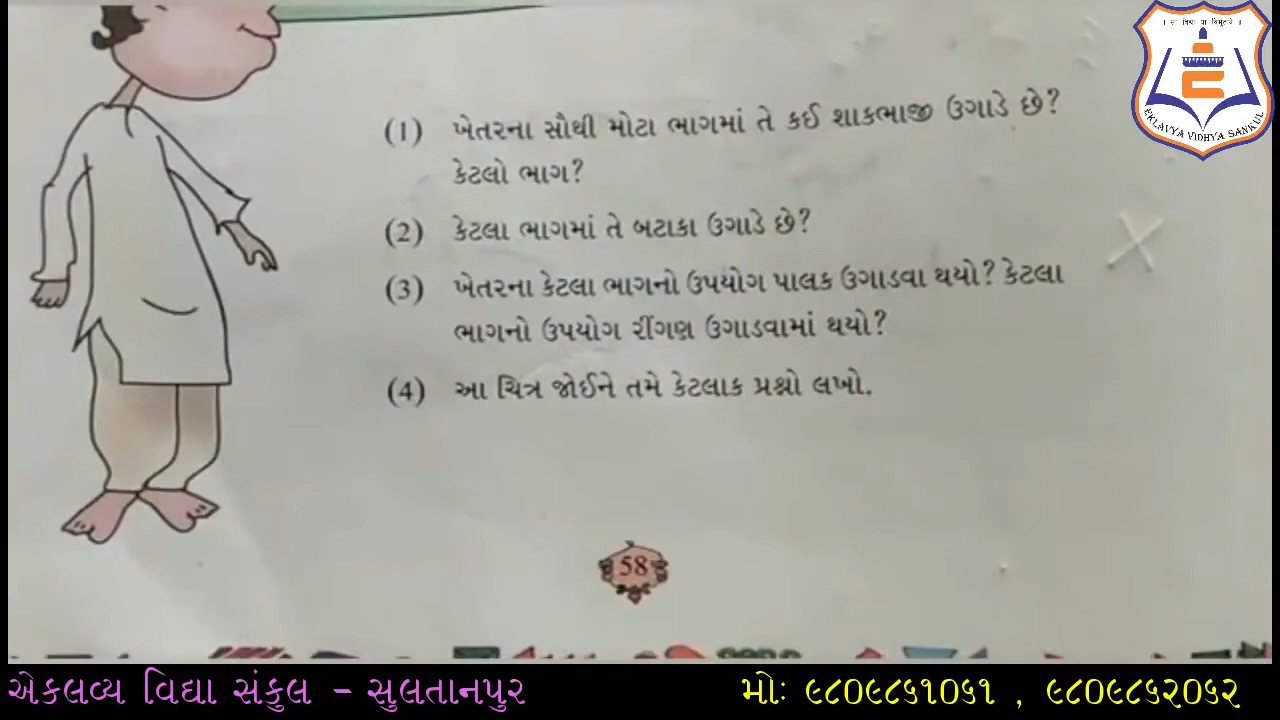 । सा विद्या या विमुक्तये ।
EKLAVYA VIDHYA SANKUL
(1) ખેતરના સૌથી મોટા ભાગમાં તે કઈ શાકભાજી ઉગાડે છે?
કેટલો ભાગ?
(2) કેટલા ભાગમાં તે બટાકા ઉગાડે છે?
(3) ખેતરના કેટલા ભાગનો ઉપયોગ પાલક ઉગાડવા થયો? કેટલા
ભાગનો ઉપયોગ રીંગણ ઉગાડવામાં થયો?
(4) આ ચિત્ર જોઈને તમે કેટલાક પ્રશ્નો લખો.
58
એકલવ્ય વિદ્યા સંકુલ - સુલતાનપુર
મોઃ ૯૮૦૯૮૬૧૦૬૧ , ૯૮૦૯૮૬૨૦૬૨